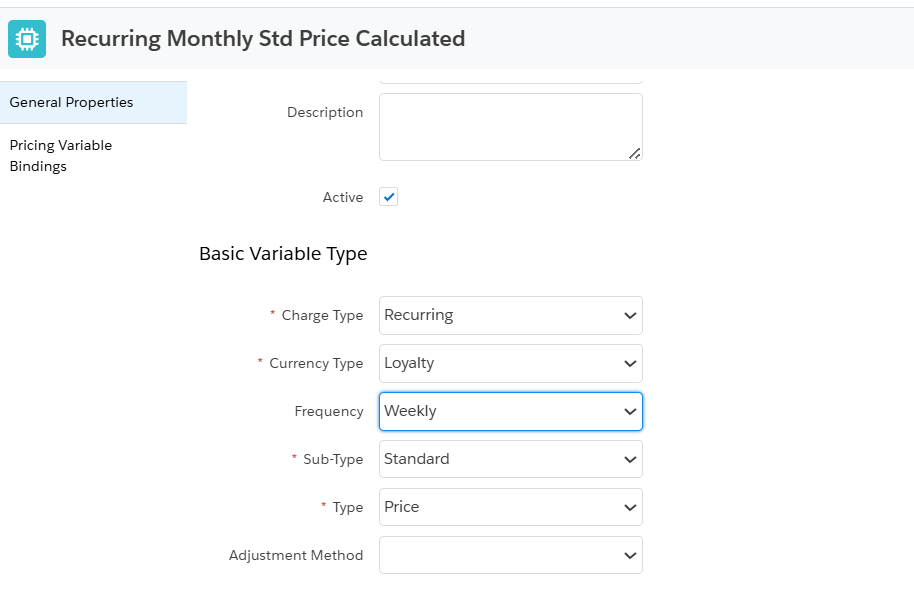 Recurring Monthly Std Price Calculated
General Properties
Pricing Variable
Bindings
Description
Active
Basic Variable Type
* Charge Type Recurring
* Currency Type Loyalty
Frequency Weekly
* Sub-Type Standard
* Type Price
Adjustment Method